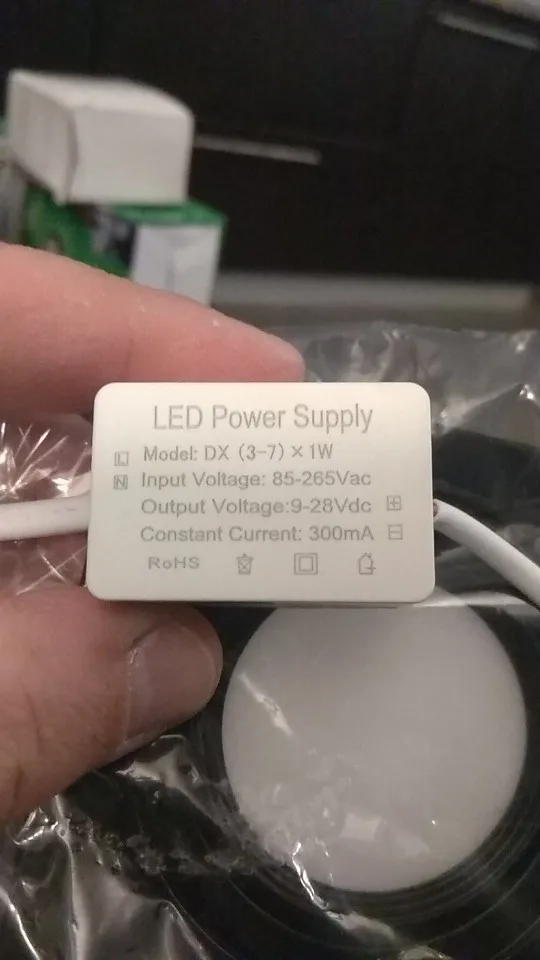 LED Power Supply
L Model: DX (3-7)×1W
N Input Voltage: 85-265Vac
Output Voltage:9-28Vdc +
Constant Current: 300mA −
RoHS